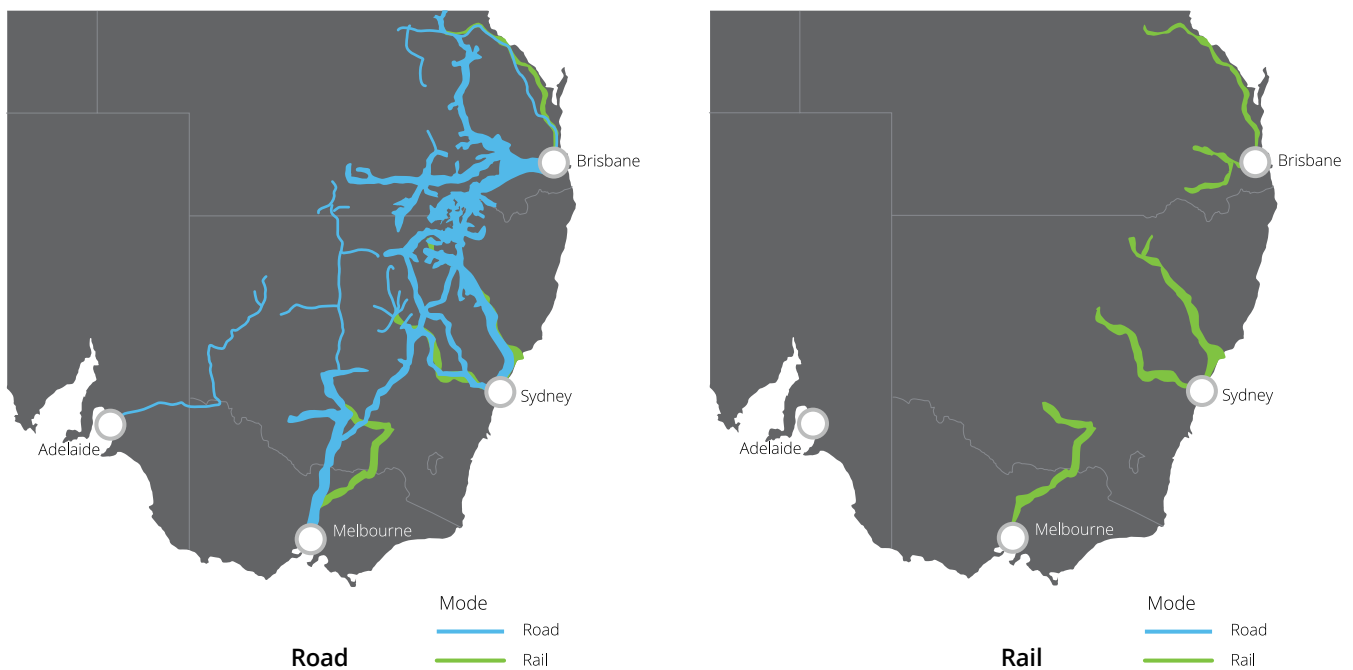 Brisbane
Sydney
Adelaide
Melbourne
Mode
Road
Rail
Road
Brisbane
Sydney
Adelaide
Melbourne
Mode
Road
Rail
Rail